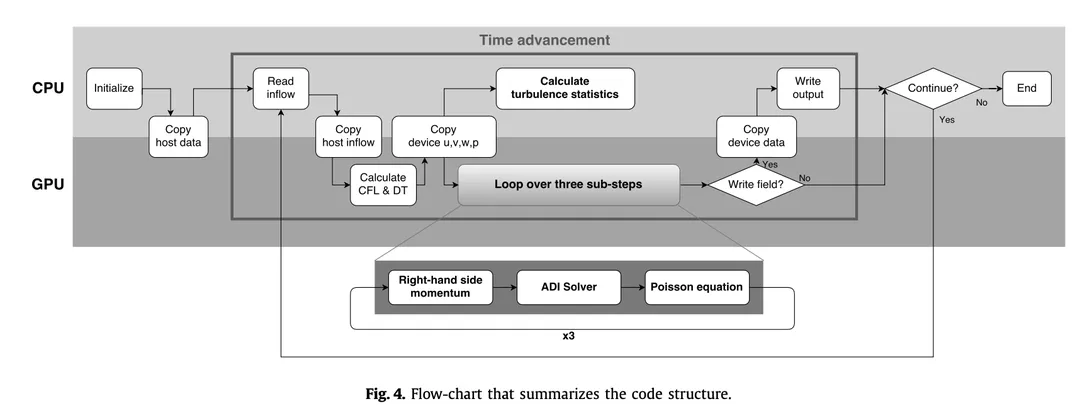 Time advancement
CPU
Initialize
Copy
host data
Read
inflow
Copy
host inflow
Calculate
CFL & DT
Copy
device u,v,w,p
Calculate
turbulence statistics
GPU
Loop over three sub-steps
Write field?
Yes
No
Copy
device data
Write
output
Continue?
No
Yes
End
Right-hand side
momentum
ADI Solver
Poisson equation
x3
Fig. 4. Flow-chart that summarizes the code structure.